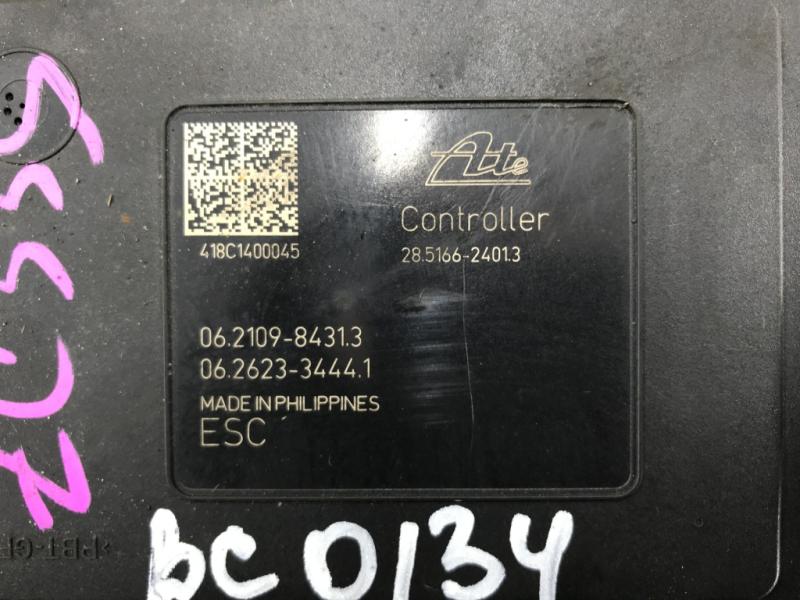 Ate
Controller
418C1400045
28.5166-2401.3
06.2109-8431.3
06.2623-3444.1
MADE IN PHILIPPINES
ESC
BC0134